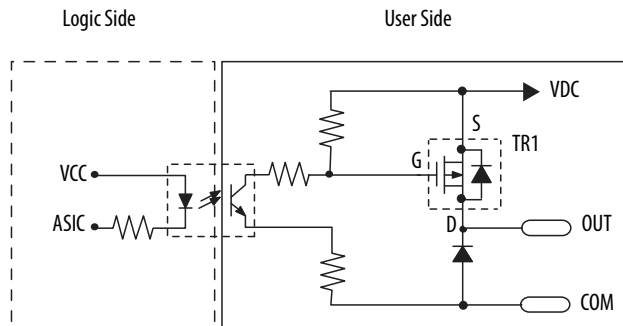 Logic Side
User Side
VDC
S
TR1
G
VCC
ASIC
D
OUT
COM